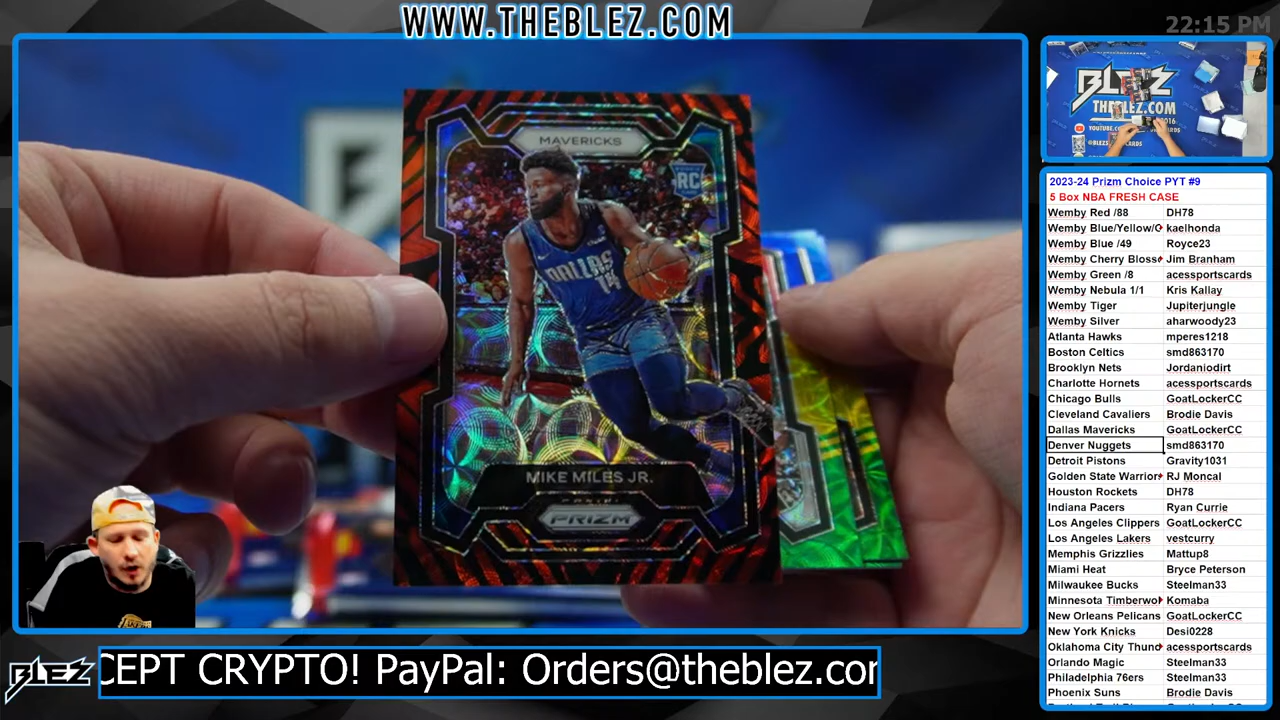 WWW.THEBLEZ.COM
22:15 PM
MAVERICKS
RC
DALLAS
14
MIKE MILES JR.
PANINI
PRIZM
BLEZ
THEBLEZ.COM
2023-24 Prizm Choice PYT #9
5 Box NBA FRESH CASE
Wemby Red /88 DH78
Wemby Blue/Yellow/G kaelhonda
Wemby Blue /49 Royce23
Wemby Cherry Blosso Jim Branham
Wemby Green /8 acessportscards
Wemby Nebula 1/1 Kris Kallay
Wemby Tiger Jupiterjungle
Wemby Silver aharwoody23
Atlanta Hawks mperes1218
Boston Celtics smd863170
Brooklyn Nets Jordaniodirt
Charlotte Hornets acessportscards
Chicago Bulls GoatLockerCC
Cleveland Cavaliers Brodie Davis
Dallas Mavericks GoatLockerCC
Denver Nuggets smd863170
Detroit Pistons Gravity1031
Golden State Warriors RJ Moncal
Houston Rockets DH78
Indiana Pacers Ryan Currie
Los Angeles Clippers GoatLockerCC
Los Angeles Lakers vestcurry
Memphis Grizzlies Mattup8
Miami Heat Bryce Peterson
Milwaukee Bucks Steelman33
Minnesota Timberwol Komaba
New Orleans Pelicans GoatLockerCC
New York Knicks Desi0228
Oklahoma City Thund acessportscards
Orlando Magic Steelman33
Philadelphia 76ers Steelman33
Phoenix Suns Brodie Davis
BLEZ
CEPT CRYPTO! PayPal: Orders@theblez.com